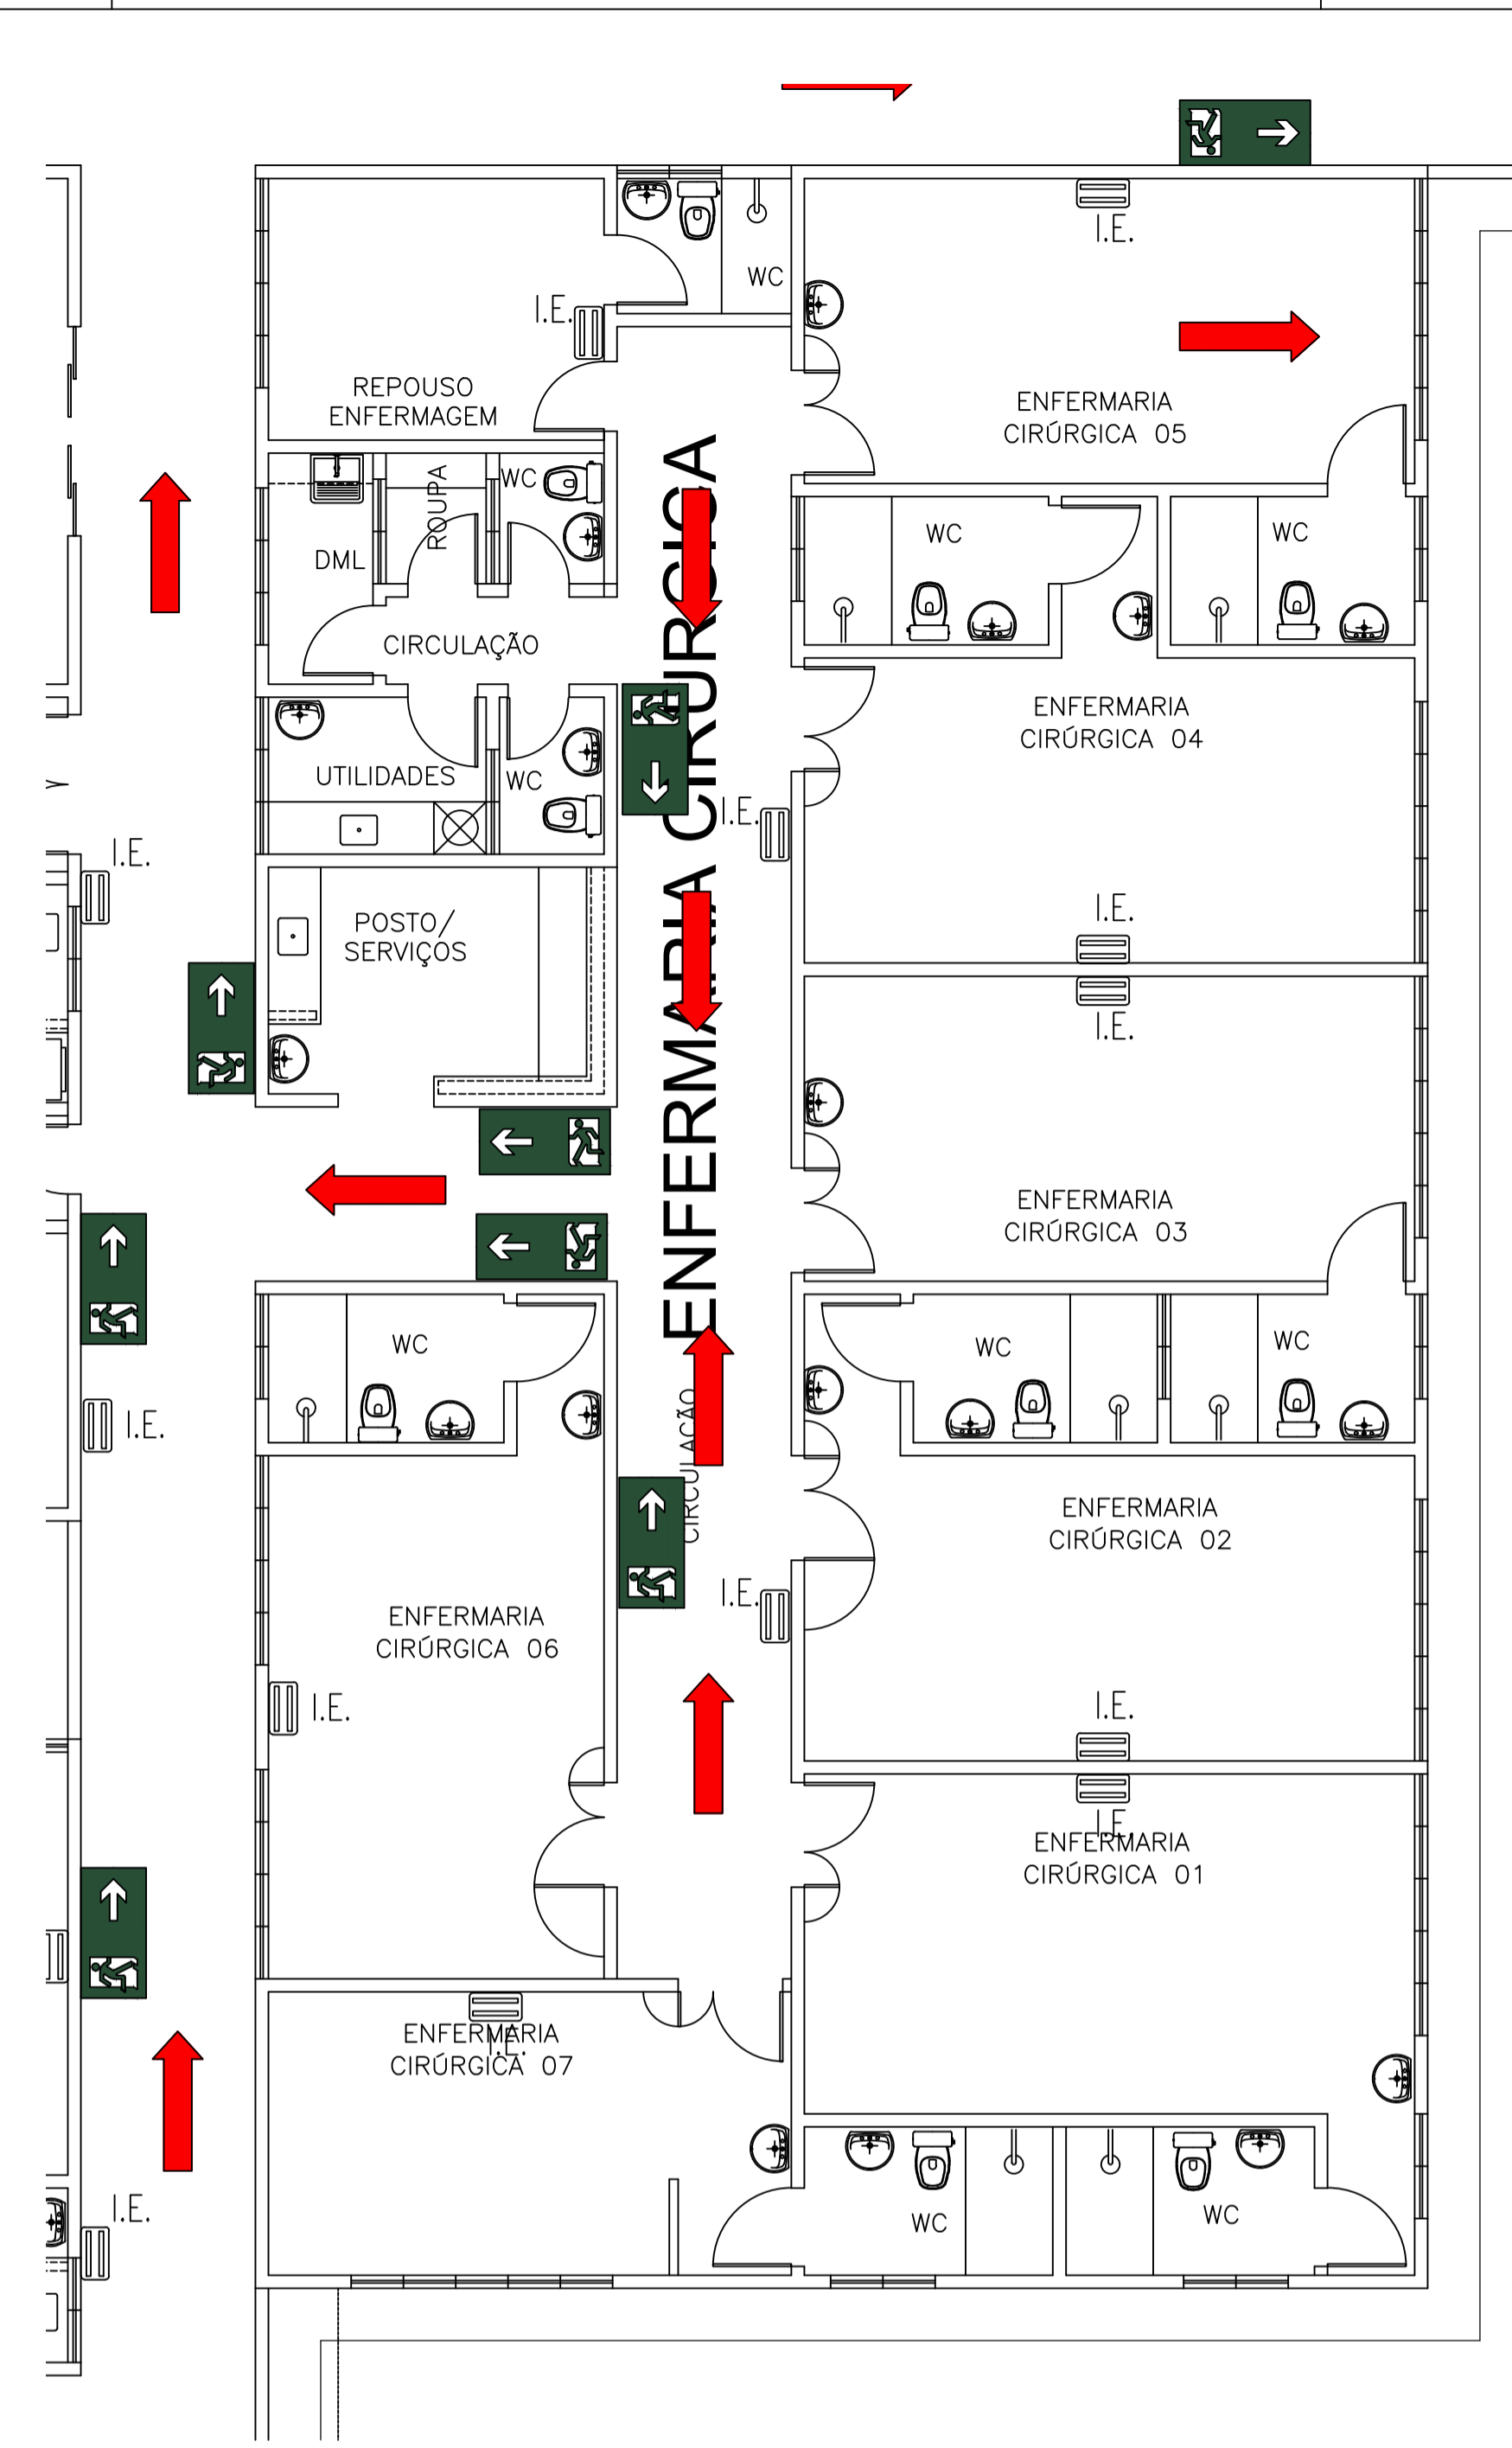 I.E.
WC
I.E.
REPOUSO
ENFERMAGEM
ENFERMARIA
CIRÚRGICA 05
ROUPA
WC
DML
WC
WC
CIRCULAÇÃO
ENFERMARIA CIRURGICA
ENFERMARIA
CIRÚRGICA 04
UTILIDADES
WC
I.E.
I.E.
I.E.
POSTO/
SERVIÇOS
I.E.
ENFERMARIA
CIRÚRGICA 03
WC
WC
WC
I.E.
CIRCULAÇÃO
ENFERMARIA
CIRÚRGICA 02
I.E.
ENFERMARIA
CIRÚRGICA 06
I.E.
I.E.
I.E.
ENFERMARIA
CIRÚRGICA 01
ENFERMARIA
I.E.
CIRÚRGICA 07
I.E.
WC
WC